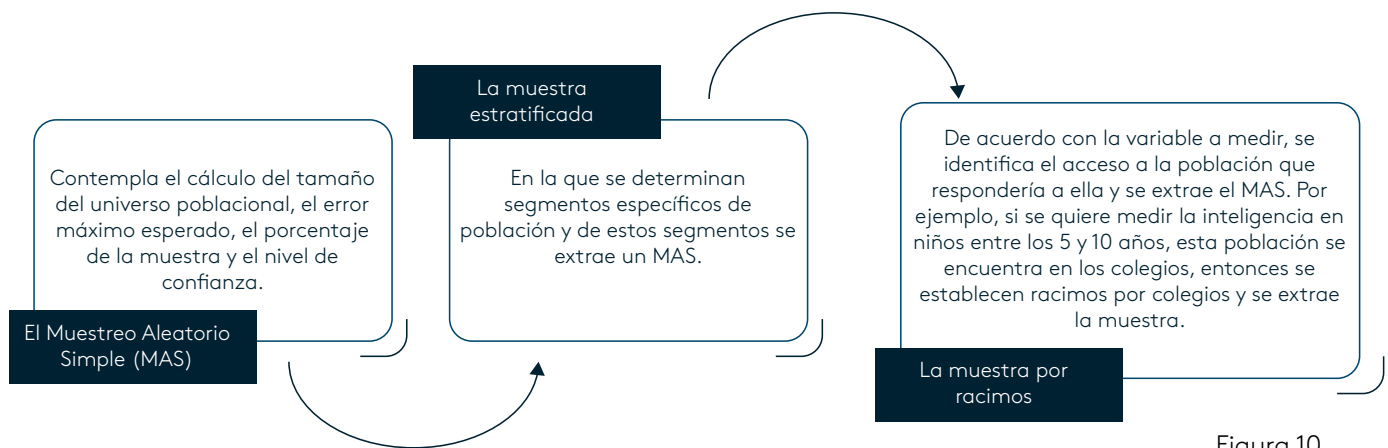 Contempla el cálculo del tamaño
del universo poblacional, el error
máximo esperado, el porcentaje
de la muestra y el nivel de
confianza.
El Muestreo Aleatorio
Simple (MAS)
La muestra
estratificada
En la que se determinan
segmentos específicos de
población y de estos segmentos se
extrae un MAS.
De acuerdo con la variable a medir, se
identifica el acceso a la población que
respondería a ella y se extrae el MAS. Por
ejemplo, si se quiere medir la inteligencia en
niños entre los 5 y 10 años, esta población se
encuentra en los colegios, entonces se
establecen racimos por colegios y se extrae
la muestra.
La muestra por
racimos
Figura 10